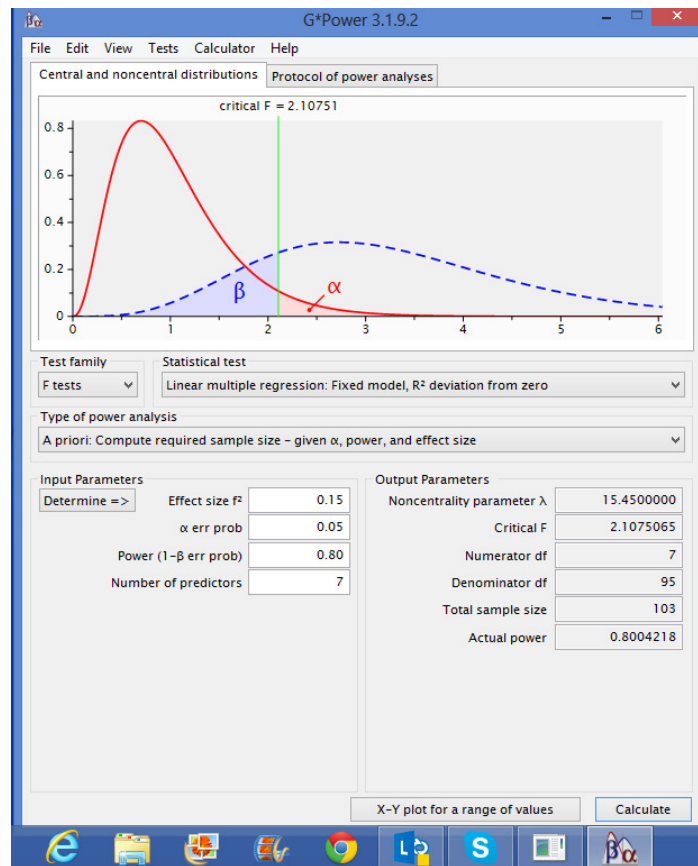 βα G*Power 3.1.9.2
File Edit View Tests Calculator Help
Central and noncentral distributions Protocol of power analyses
critical F = 2.10751
0.8
0.6
0.4
0.2
0
β α
0 1 2 3 4 5 6
Test family Statistical test
F tests Linear multiple regression: Fixed model, R² deviation from zero
Type of power analysis
A priori: Compute required sample size – given α, power, and effect size
Input Parameters Output Parameters
Determine => Effect size f² 0.15 Noncentrality parameter λ 15.4500000
α err prob 0.05 Critical F 2.1075065
Power (1-β err prob) 0.80 Numerator df 7
Number of predictors 7 Denominator df 95
Total sample size 103
Actual power 0.8004218
X-Y plot for a range of values Calculate
βα